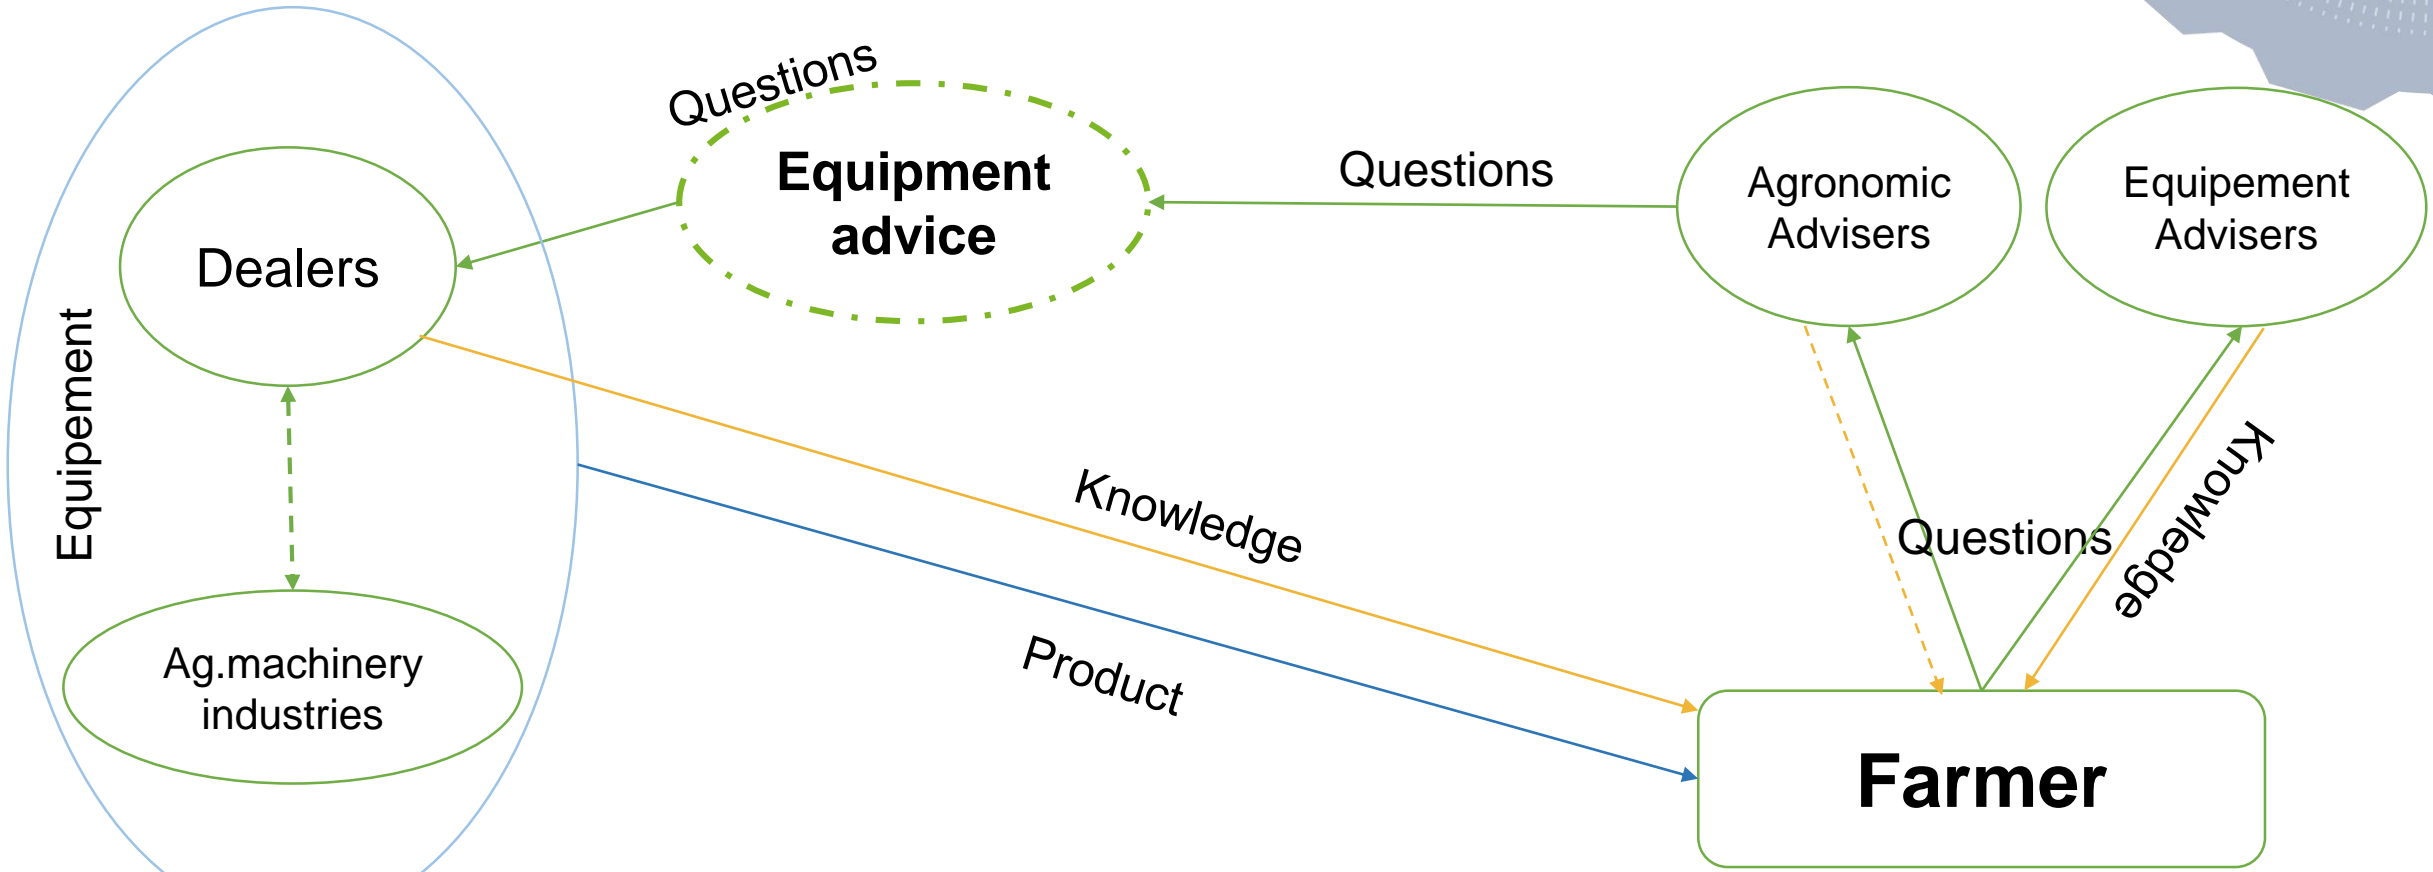 Questions
Equipment
advice
Questions
Agronomic
Advisers
Equipement
Advisers
Dealers
Equipement
Knowledge
Questions
Knowledge
Product
Ag.machinery
industries
Farmer